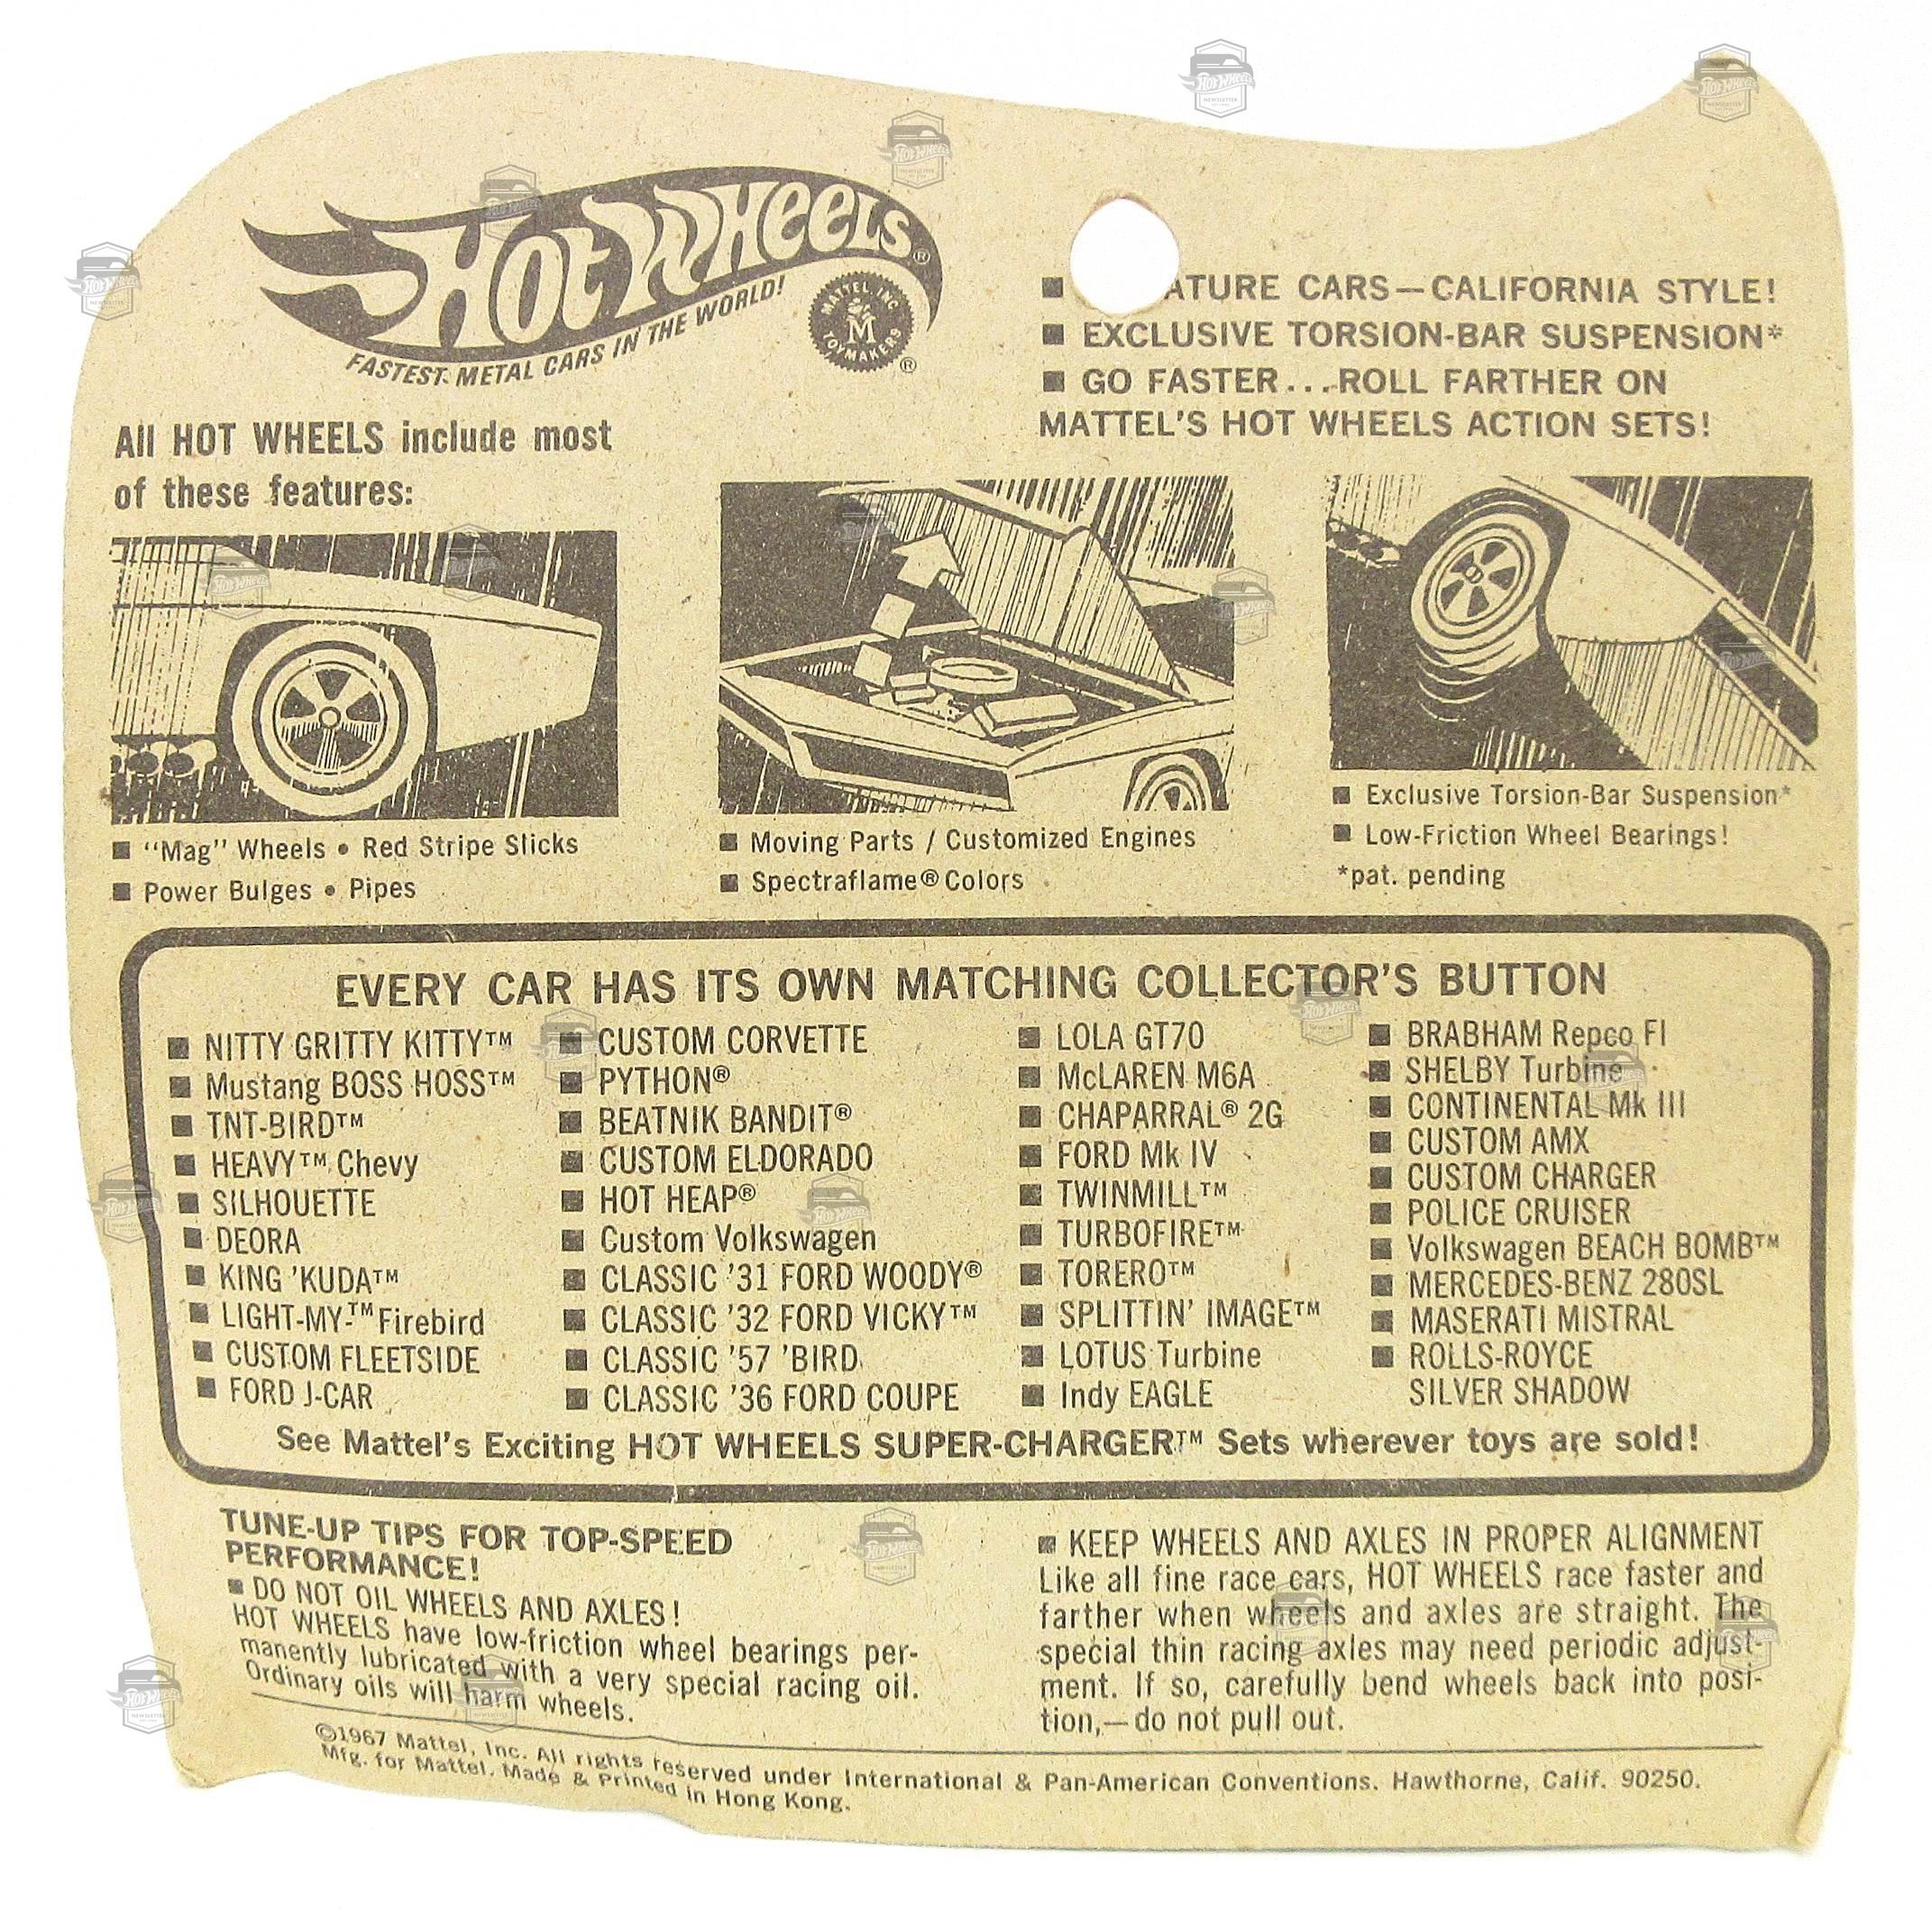 Hot Wheels®
FASTEST METAL CARS IN THE WORLD!
MATTEL, INC.
M
TOYMAKERS
®
■ ATURE CARS—CALIFORNIA STYLE!
■ EXCLUSIVE TORSION-BAR SUSPENSION*
■ GO FASTER...ROLL FARTHER ON
MATTEL'S HOT WHEELS ACTION SETS!
All HOT WHEELS include most
of these features:
■ "Mag" Wheels • Red Stripe Slicks
■ Power Bulges • Pipes
■ Moving Parts / Customized Engines
■ Spectraflame® Colors
■ Exclusive Torsion-Bar Suspension*
■ Low-Friction Wheel Bearings!
*pat. pending
EVERY CAR HAS ITS OWN MATCHING COLLECTOR'S BUTTON
■ NITTY GRITTY KITTY™
■ Mustang BOSS HOSS™
■ TNT-BIRD™
■ HEAVY™ Chevy
■ SILHOUETTE
■ DEORA
■ KING 'KUDA™
■ LIGHT-MY-™Firebird
■ CUSTOM FLEETSIDE
■ FORD J-CAR
■ CUSTOM CORVETTE
■ PYTHON®
■ BEATNIK BANDIT®
■ CUSTOM ELDORADO
■ HOT HEAP®
■ Custom Volkswagen
■ CLASSIC '31 FORD WOODY®
■ CLASSIC '32 FORD VICKY™
■ CLASSIC '57 'BIRD
■ CLASSIC '36 FORD COUPE
■ LOLA GT70
■ McLAREN M6A
■ CHAPARRAL® 2G
■ FORD Mk IV
■ TWINMILL™
■ TURBOFIRE™
■ TORERO™
■ SPLITTIN' IMAGE™
■ LOTUS Turbine
■ Indy EAGLE
■ BRABHAM Repco FI
■ SHELBY Turbine
■ CONTINENTAL Mk III
■ CUSTOM AMX
■ CUSTOM CHARGER
■ POLICE CRUISER
■ Volkswagen BEACH BOMB™
■ MERCEDES-BENZ 280SL
■ MASERATI MISTRAL
■ ROLLS-ROYCE
SILVER SHADOW
See Mattel's Exciting HOT WHEELS SUPER-CHARGER™ Sets wherever toys are sold!
TUNE-UP TIPS FOR TOP-SPEED
PERFORMANCE!
■ DO NOT OIL WHEELS AND AXLES!
HOT WHEELS have low-friction wheel bearings per-
manently lubricated with a very special racing oil.
Ordinary oils will harm wheels.
■ KEEP WHEELS AND AXLES IN PROPER ALIGNMENT
Like all fine race cars, HOT WHEELS race faster and
farther when wheels and axles are straight. The
special thin racing axles may need periodic adjust-
ment. If so, carefully bend wheels back into posi-
tion,—do not pull out.
©1967 Mattel, Inc. All rights reserved under International & Pan-American Conventions. Hawthorne, Calif. 90250.
Mfg. for Mattel. Made & Printed in Hong Kong.